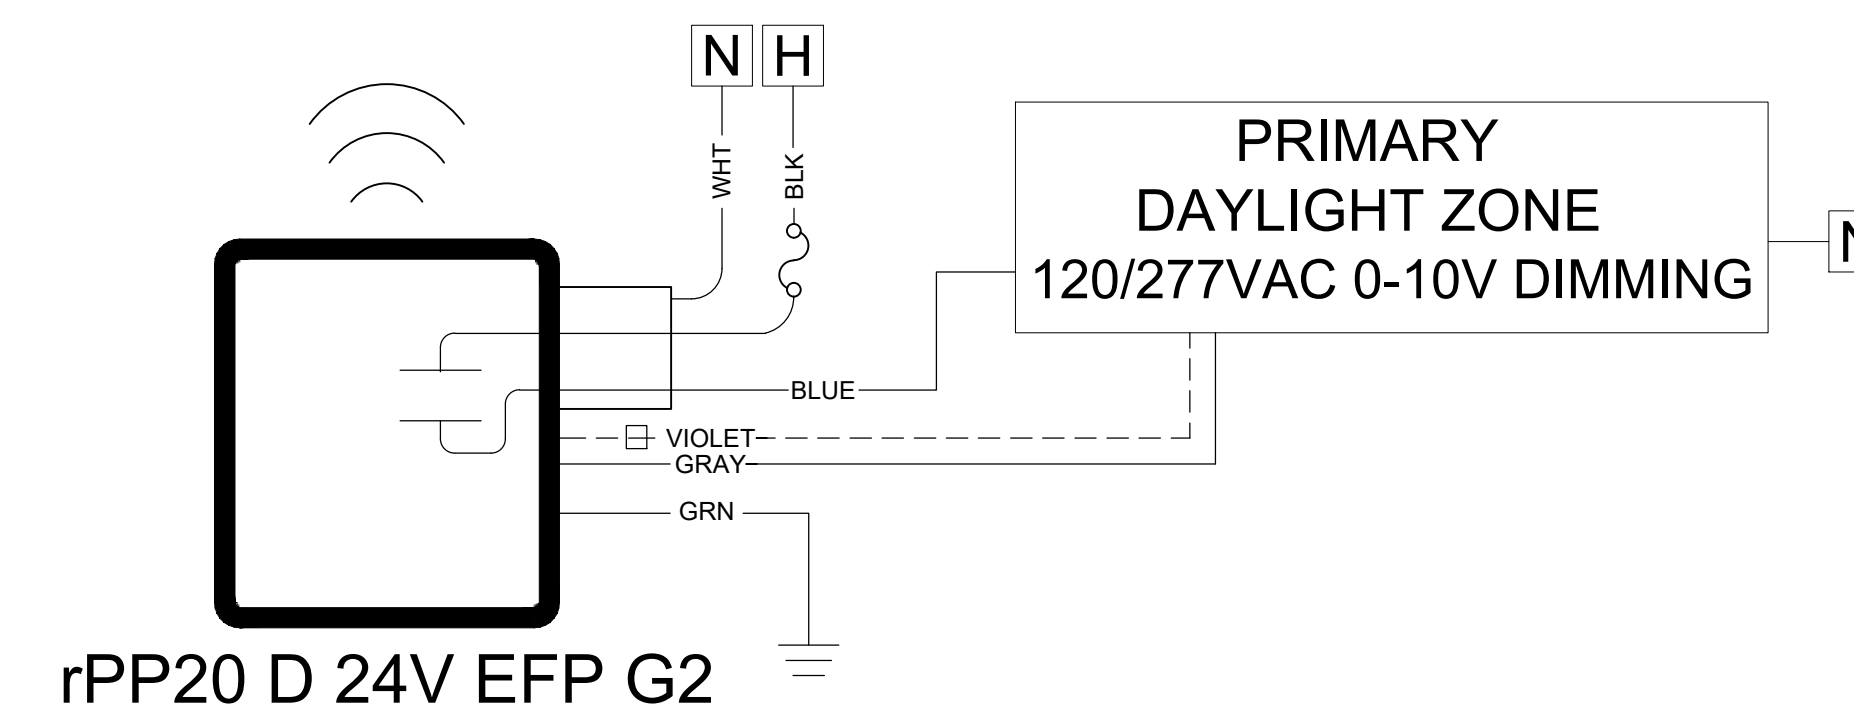 N H
WHT
BLK
PRIMARY
DAYLIGHT ZONE
120/277VAC 0-10V DIMMING
BLUE
VIOLET
GRAY
GRN
rPP20 D 24V EFP G2